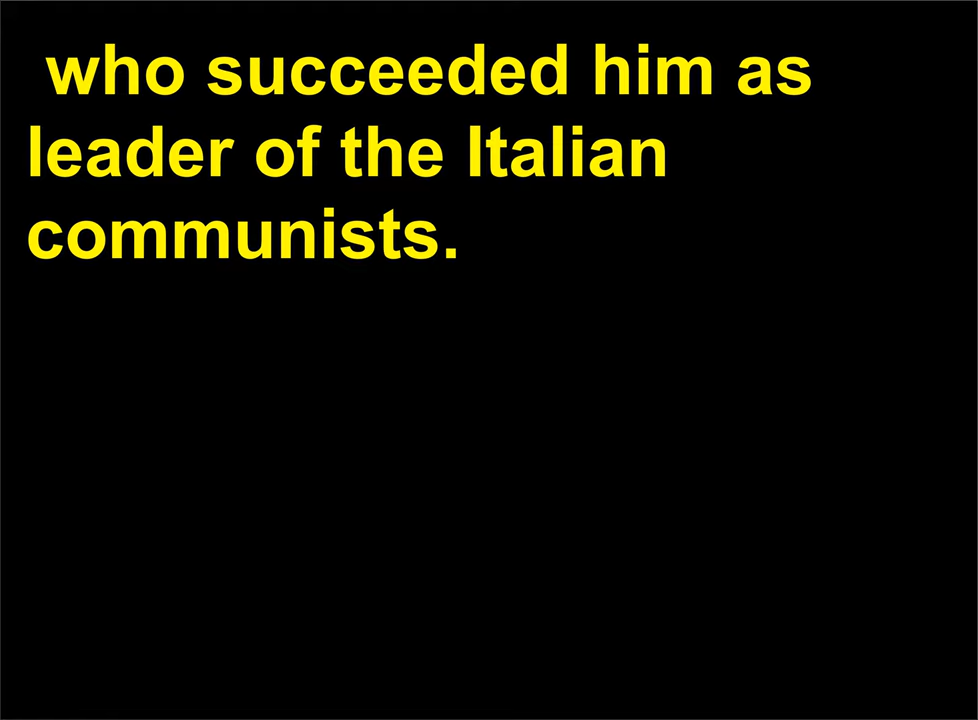 who succeeded him as
leader of the Italian
communists.